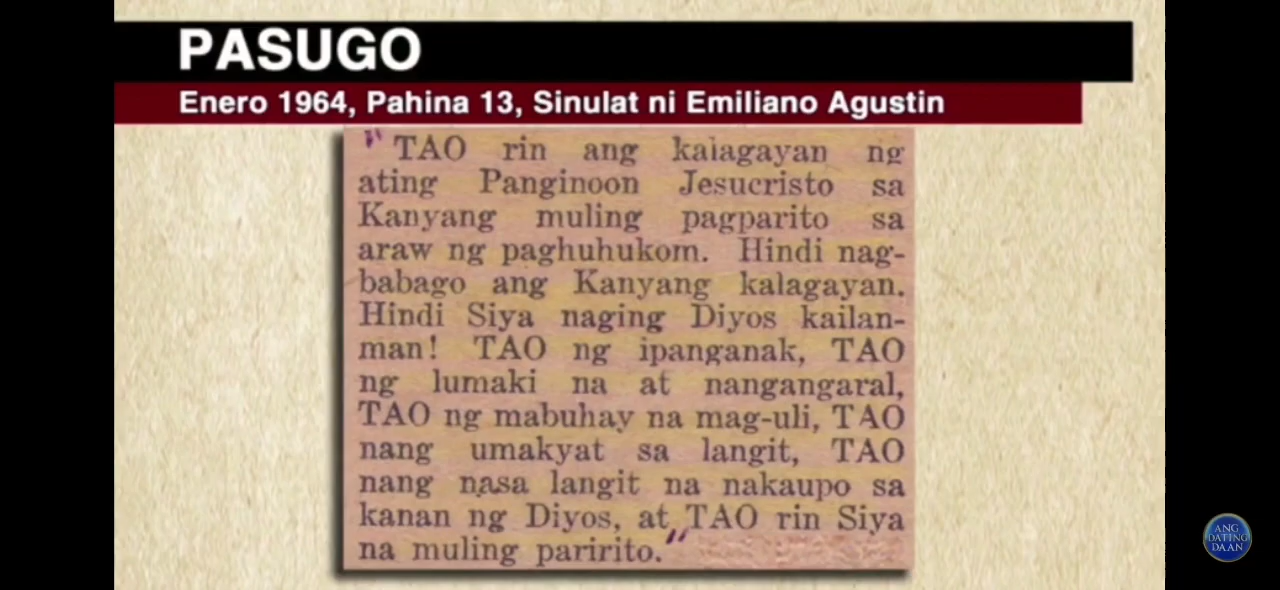 PASUGO
Enero 1964, Pahina 13, Sinulat ni Emiliano Agustin
"TAO rin ang kalagayan ng
ating Panginoon Jesucristo sa
Kanyang muling pagparito sa
araw ng paghuhukom. Hindi nag-
babago ang Kanyang kalagayan.
Hindi Siya naging Diyos kailan-
man! TAO ng ipanganak, TAO
ng lumaki na at nangangaral,
TAO ng mabuhay na mag-uli, TAO
nang umakyat sa langit, TAO
nang nasa langit na nakaupo sa
kanan ng Diyos, at TAO rin Siya
na muling paririto."
ANG
DATING
DAAN